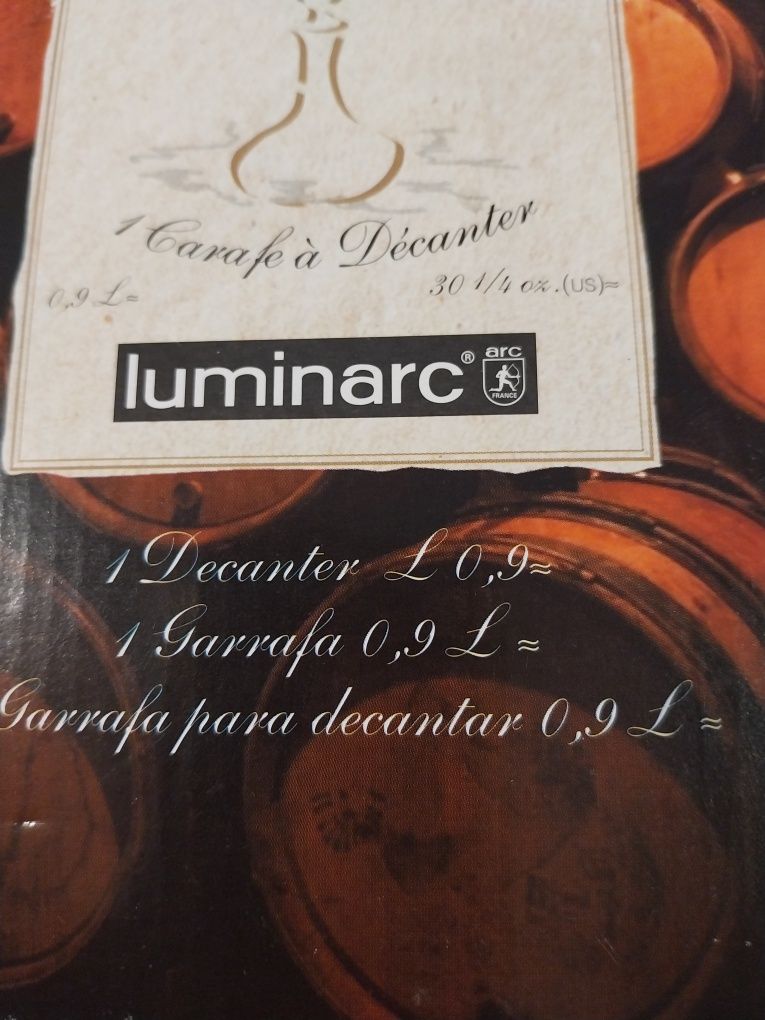 1 Carafe à Décanter
0,9 L≈ 30 1/4 oz.(US)≈
luminarc® arc
FRANCE
1 Decanter L 0,9≈
1 Garrafa 0,9 L ≈
Garrafa para decantar 0,9 L ≈